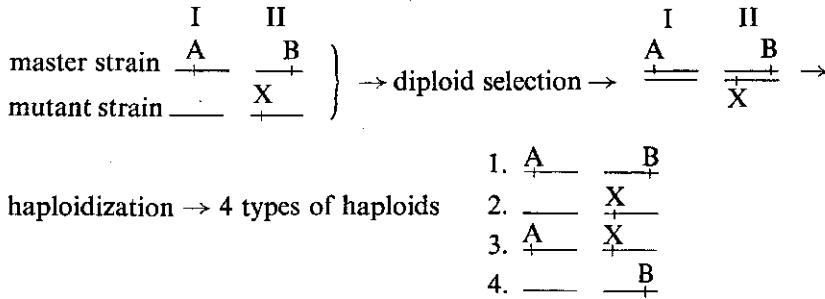 I II
A B
master strain
→ diploid selection →
I II
A B
X
→
mutant strain
X
haploidization → 4 types of haploids
1. A B
2. X
3. A X
4. B